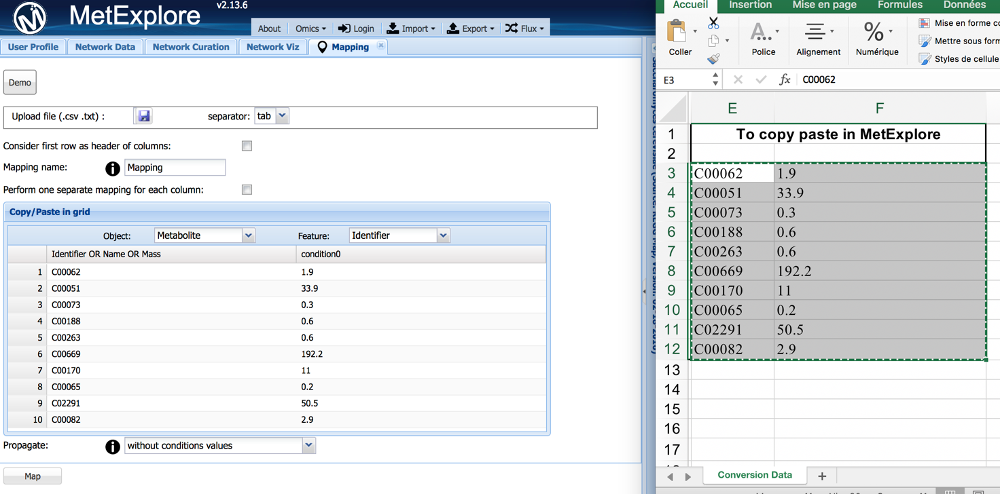 MetExplore
v2.13.6
About Omics Login Import Export Flux
User Profile Network Data Network Curation Network Viz Mapping
Demo
Upload file (.csv .txt) : separator: tab
Consider first row as header of columns:
Mapping name: Mapping
Perform one separate mapping for each column:
Copy/Paste in grid
Object: Metabolite Feature: Identifier
Identifier OR Name OR Mass condition0
1 C00062 1.9
2 C00051 33.9
3 C00073 0.3
4 C00188 0.6
5 C00263 0.6
6 C00669 192.2
7 C00170 11
8 C00065 0.2
9 C02291 50.5
10 C00082 2.9
Propagate: without conditions values
Map
Accueil Insertion Mise en page Formules Données
Coller Police Alignement Numérique
%
Mise en forme
Mettre sous
Styles de cellule
E3 fx C00062
E F
1 To copy paste in MetExplore
2
3 C00062 1.9
4 C00051 33.9
5 C00073 0.3
6 C00188 0.6
7 C00263 0.6
8 C00669 192.2
9 C00170 11
10 C00065 0.2
11 C02291 50.5
12 C00082 2.9
13
14
15
16
17
Conversion Data +